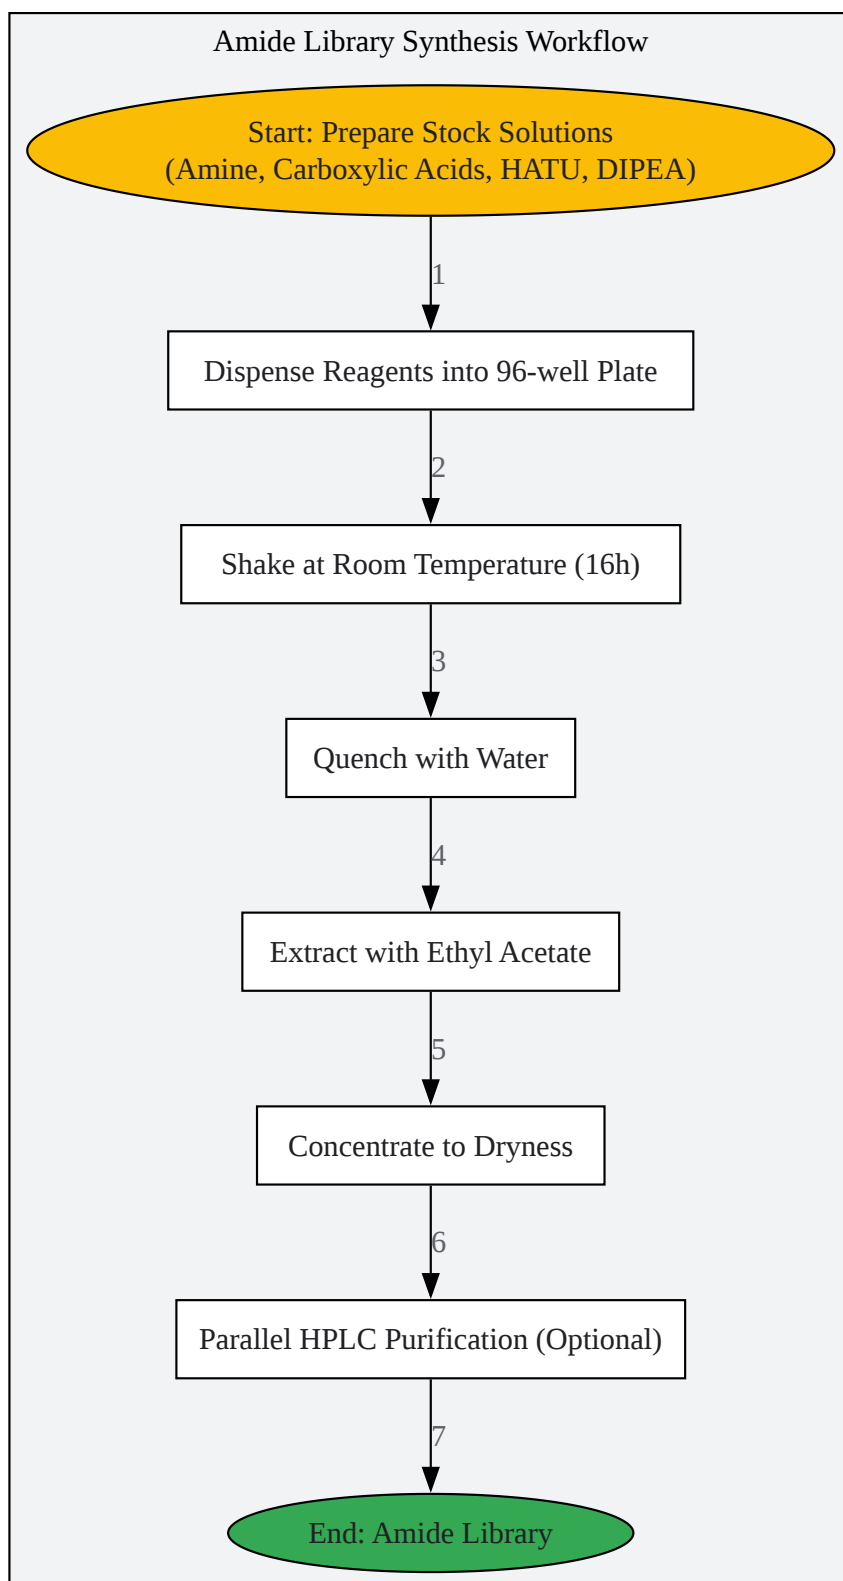 Amide Library Synthesis Workflow
Start: Prepare Stock Solutions
(Amine, Carboxylic Acids, HATU, DIPEA)
1
Dispense Reagents into 96-well Plate
2
Shake at Room Temperature (16h)
3
Quench with Water
4
Extract with Ethyl Acetate
5
Concentrate to Dryness
6
Parallel HPLC Purification (Optional)
7
End: Amide Library